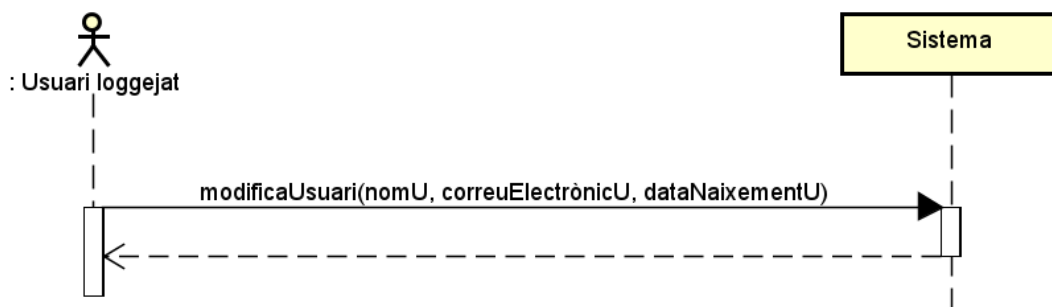 Sistema
: Usuari loggejat
modificaUsuari(nomU, correuElectrònicU, dataNaixementU)